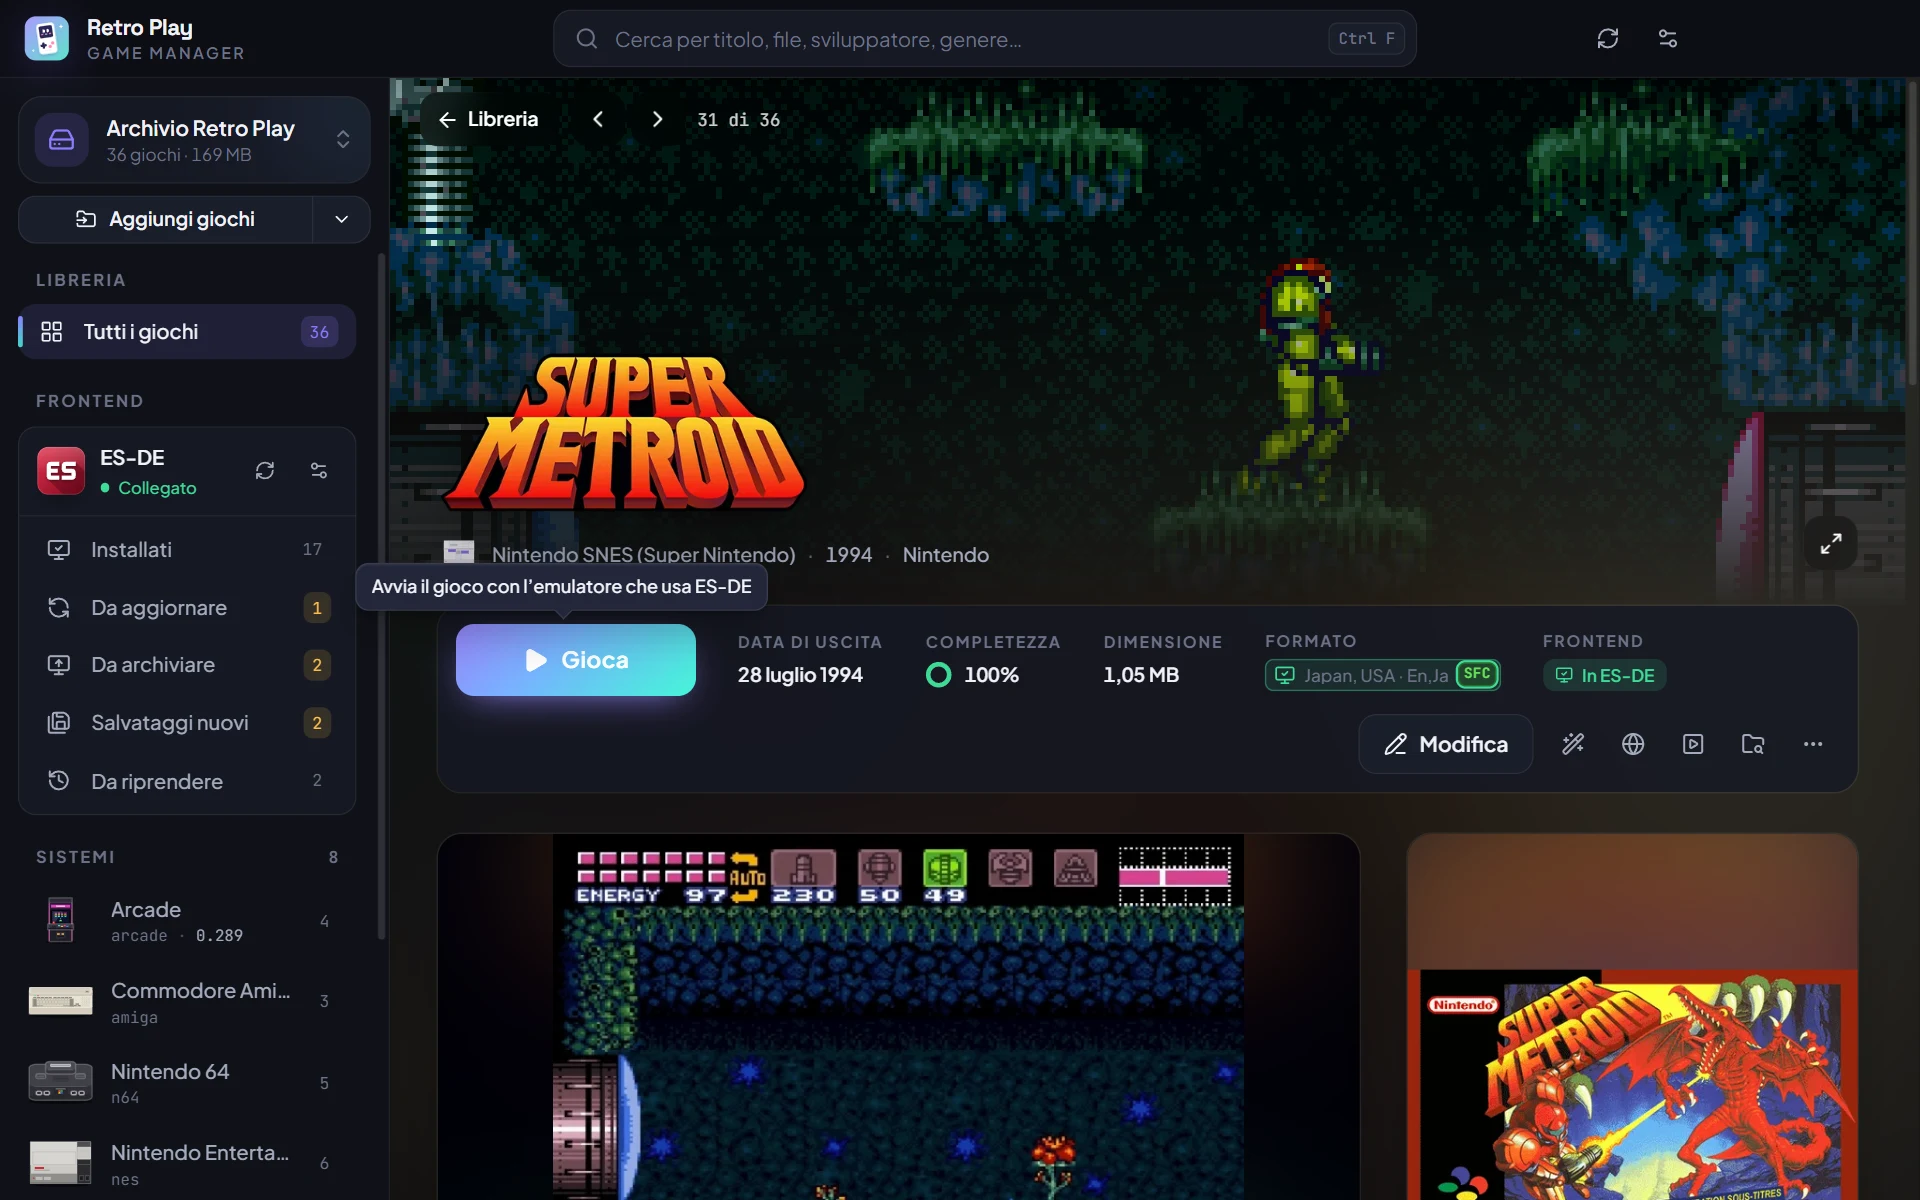 Retro Play
GAME MANAGER
Cerca per titolo, file, sviluppatore, genere…
Ctrl F
Archivio Retro Play
36 giochi · 169 MB
Aggiungi giochi
LIBRERIA
Tutti i giochi
36
FRONTEND
ES
ES-DE
Collegato
Installati
17
Da aggiornare
1
Da archiviare
2
Salvataggi nuovi
2
Da riprendere
2
SISTEMI
8
Arcade
arcade · 0.289
4
Commodore Ami…
amiga
3
Nintendo 64
n64
5
Nintendo Enterta…
nes
6
Libreria
31 di 36
SUPER
METROID
Nintendo SNES (Super Nintendo) · 1994 · Nintendo
Avvia il gioco con l’emulatore che usa ES-DE
Gioca
DATA DI USCITA
28 luglio 1994
COMPLETEZZA
100%
DIMENSIONE
1,05 MB
FORMATO
Japan, USA · En,Ja
SFC
FRONTEND
In ES-DE
Modifica
ENERGY 97
AUTO
230
50
49
Nintendo
SUPER
METROID
TM
SOUS-TITRES